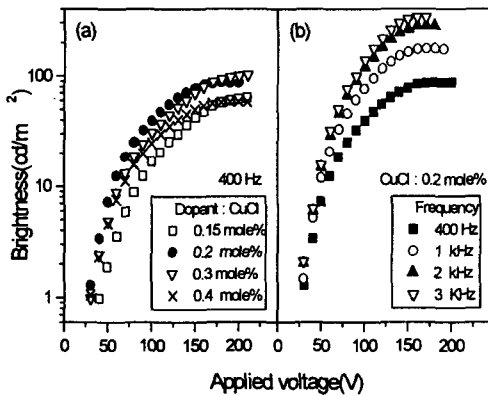 (a)
(b)
Brightness(cd/m²)
100
10
1
400 Hz
Dopant : CuCl
□ 0.15 mole%
● 0.2 mole%
▽ 0.3 mole%
× 0.4 mole%
CuCl : 0.2 mole%
Frequency
■ 400 Hz
○ 1 kHz
▲ 2 kHz
▽ 3 KHz
0 50 100 150 200 0 50 100 150 200 250
Applied voltage(V)